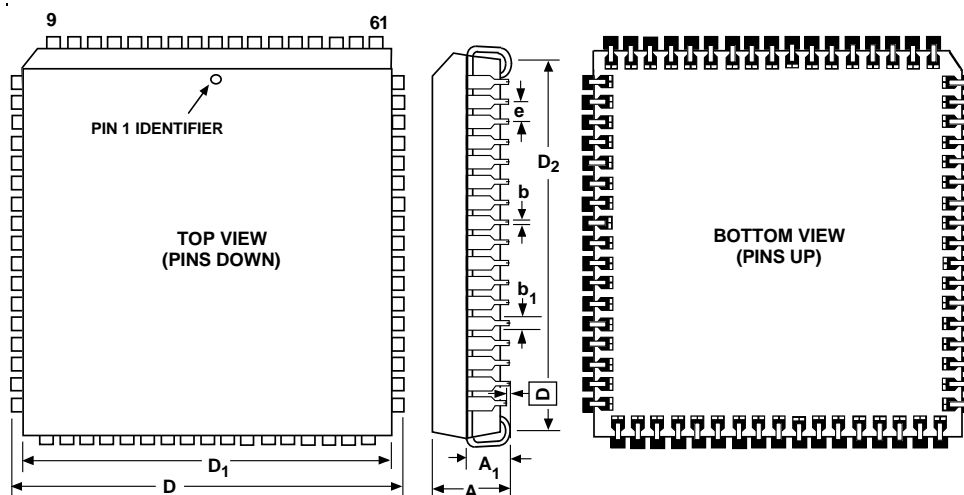 9
61
PIN 1 IDENTIFIER
TOP VIEW
(PINS DOWN)
D1
D
e
D2
b
b1
D
A1
A
BOTTOM VIEW
(PINS UP)